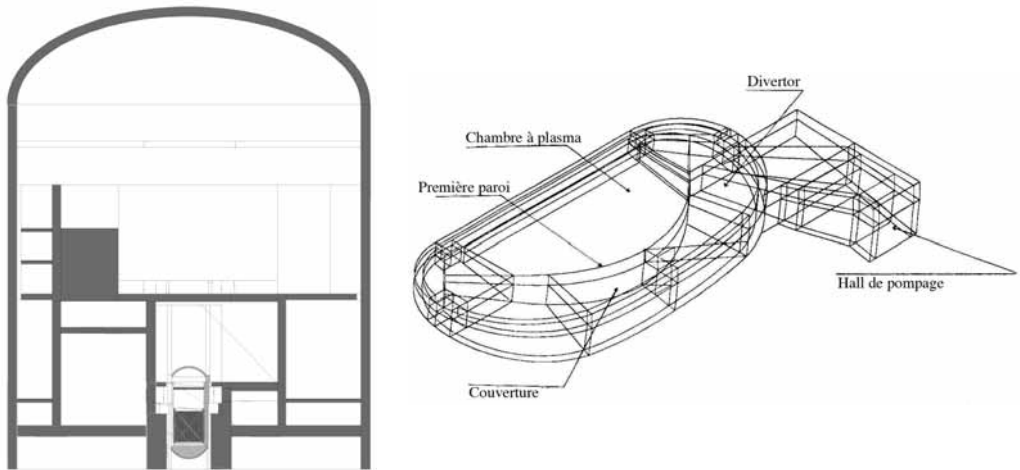 Divertor
Chambre à plasma
Première paroi
Hall de pompage
Couverture